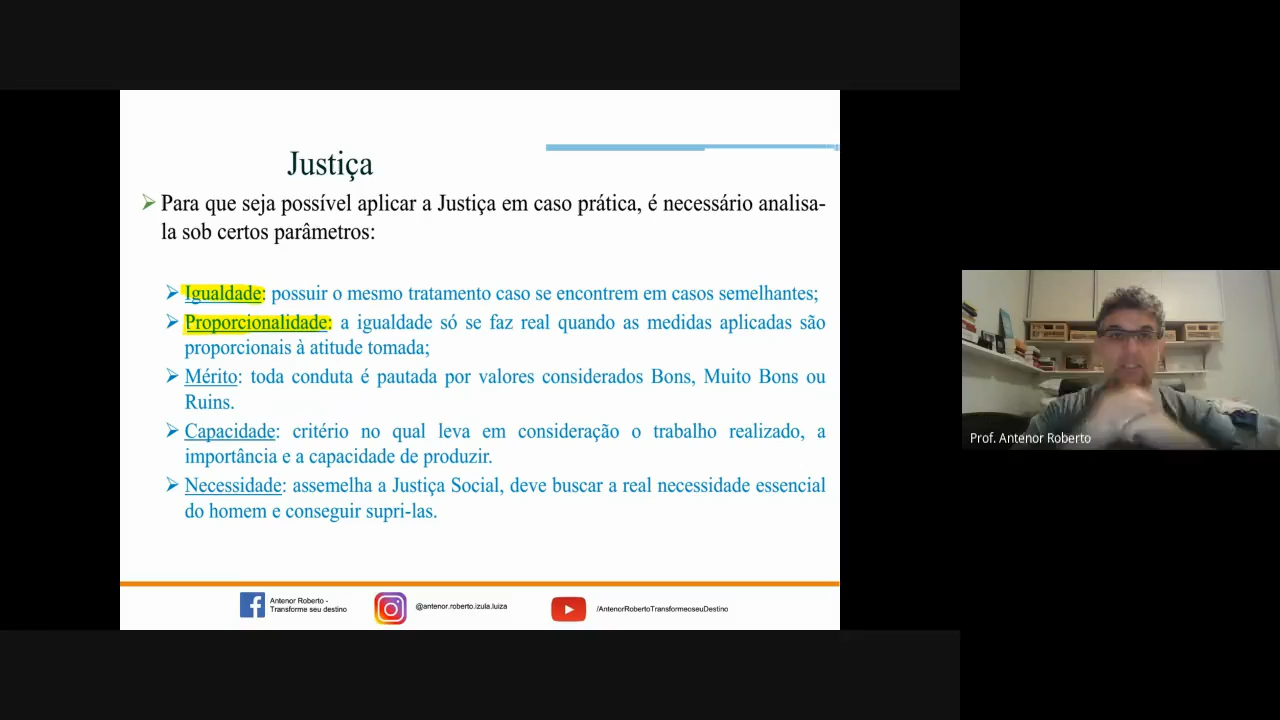 Justiça
Para que seja possível aplicar a Justiça em caso prática, é necessário analisa-
la sob certos parâmetros:
Igualdade: possuir o mesmo tratamento caso se encontrem em casos semelhantes;
Proporcionalidade: a igualdade só se faz real quando as medidas aplicadas são
proporcionais à atitude tomada;
Mérito: toda conduta é pautada por valores considerados Bons, Muito Bons ou
Ruins.
Capacidade: critério no qual leva em consideração o trabalho realizado, a
importância e a capacidade de produzir.
Necessidade: assemelha a Justiça Social, deve buscar a real necessidade essencial
do homem e conseguir supri-las.
Antenor Roberto -
Transforme seu destino
@antenor.roberto.izula.luiza
/AntenorRobertoTransformeoseuDestino
Prof. Antenor Roberto